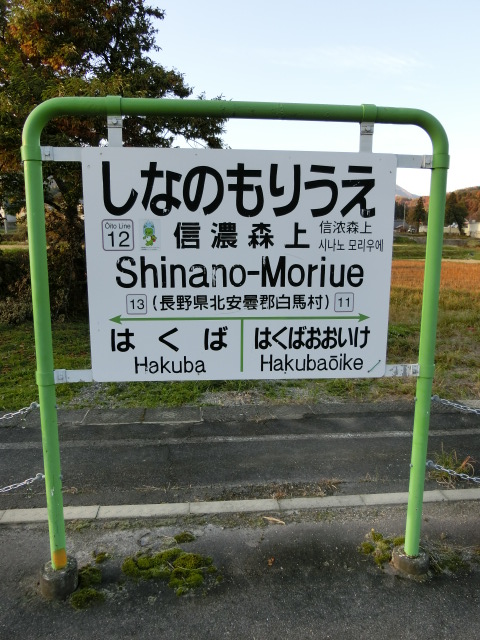 しなのもりうえ
Ōito Line
12
信濃森上
信浓森上
시나노 모리우에
Shinano-Moriue
13 (長野県北安曇郡白馬村) 11
はくば はくばおおいけ
Hakuba Hakubaōike